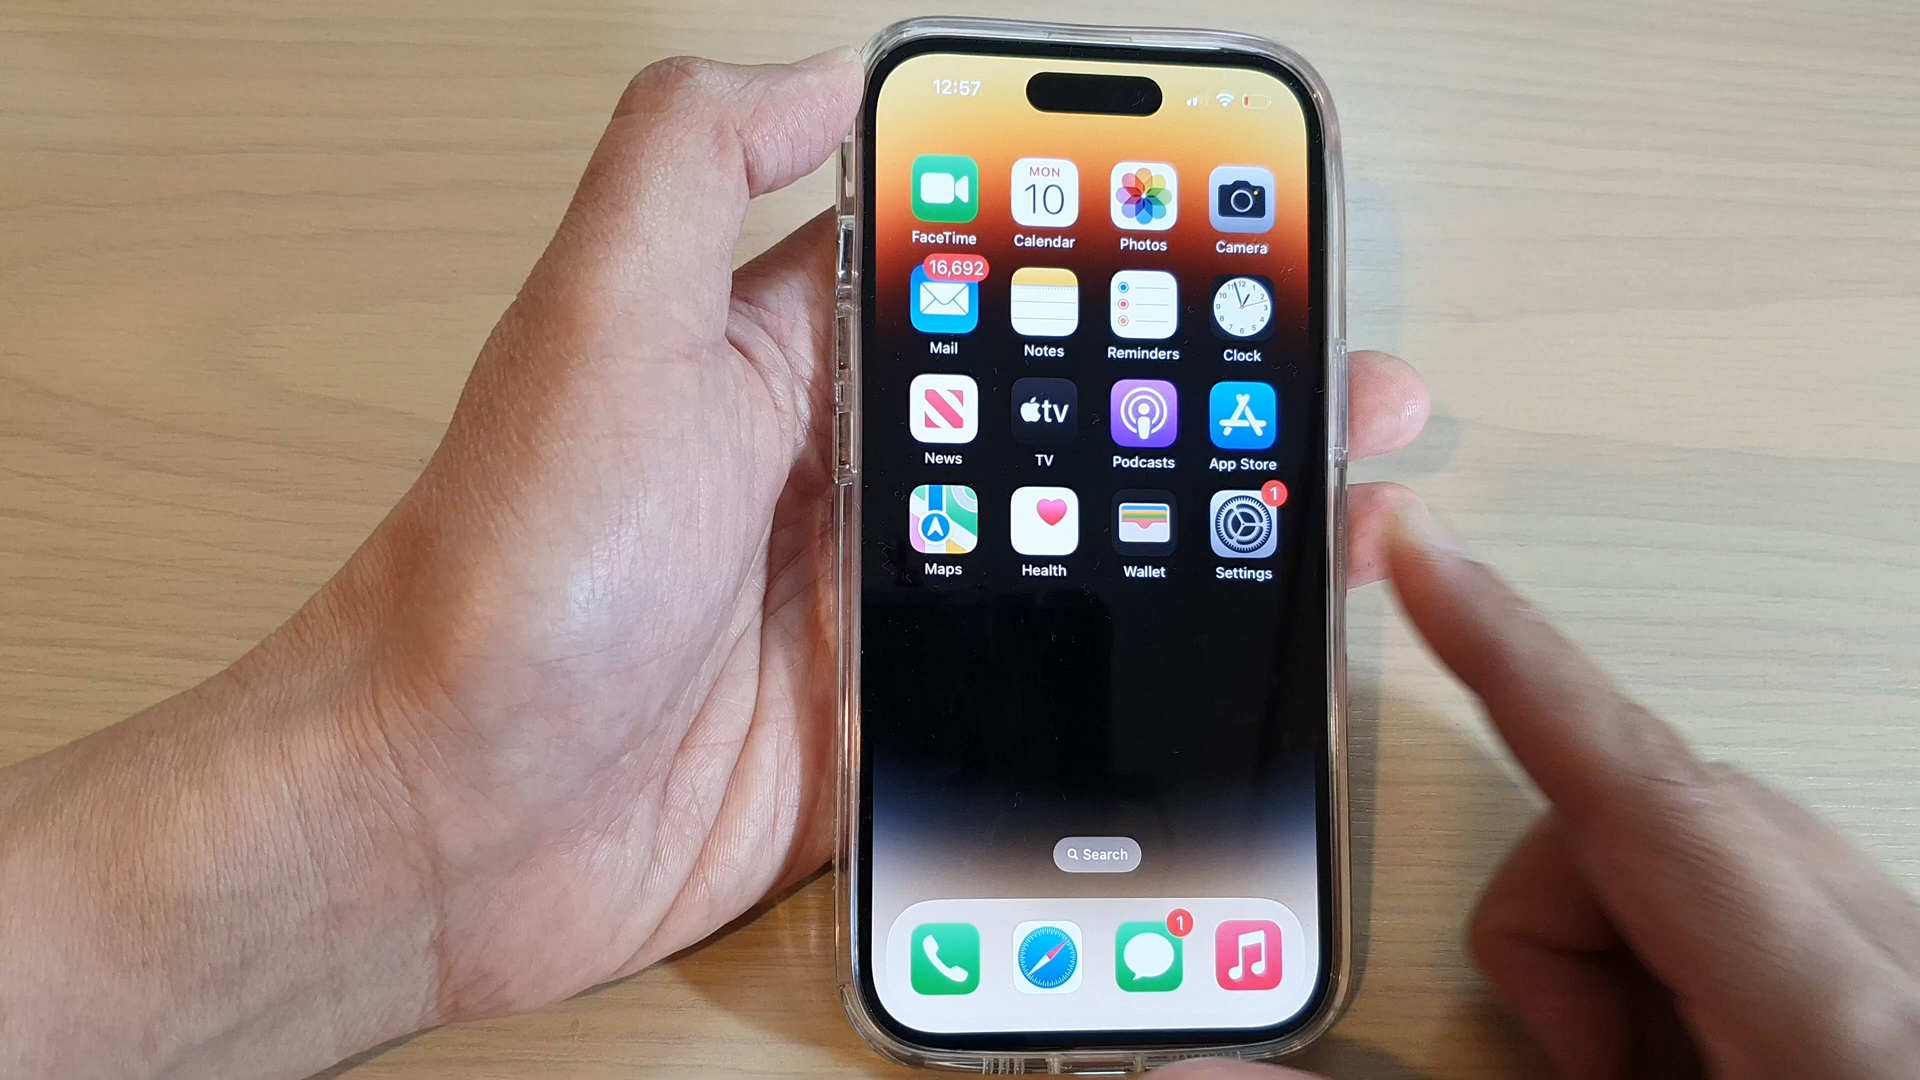 12:57
MON
10
FaceTime Calendar Photos Camera
16,692
Mail Notes Reminders Clock
tv
News TV Podcasts App Store
1
Maps Health Wallet Settings
Search
1